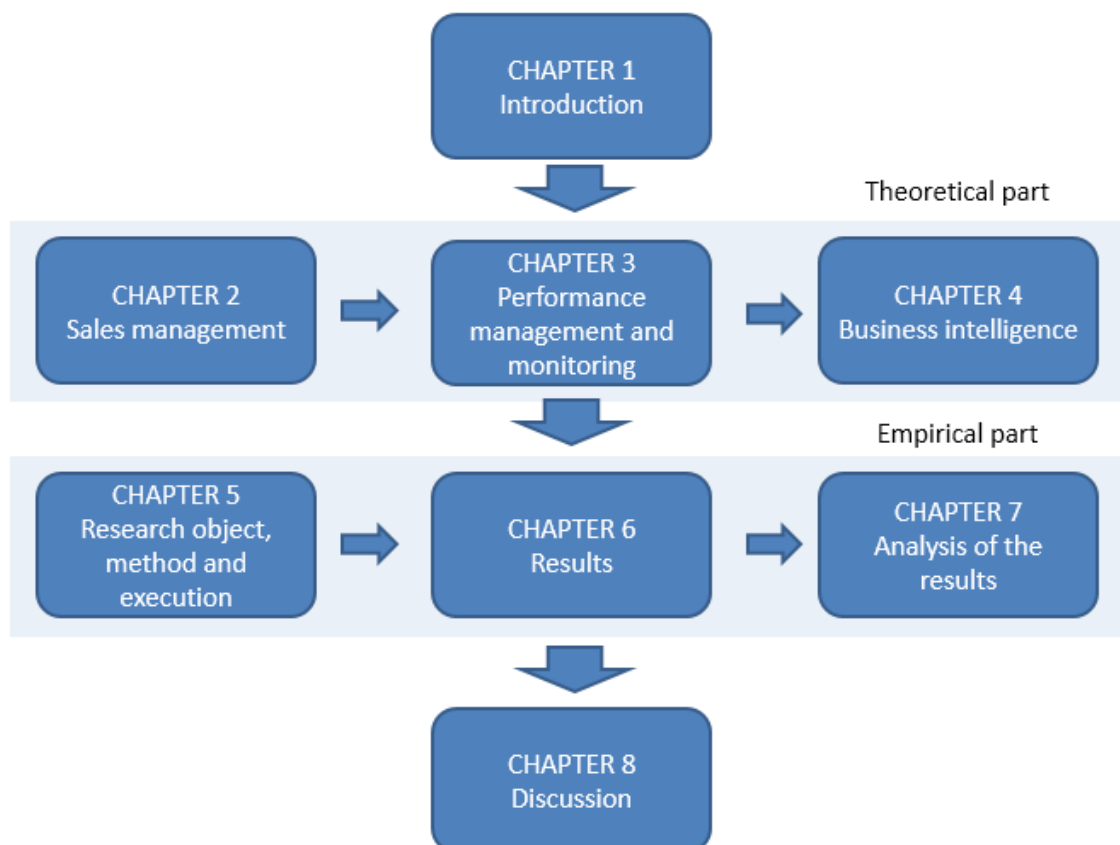 CHAPTER 1
Introduction
Theoretical part
CHAPTER 2
Sales management
CHAPTER 3
Performance
management and
monitoring
CHAPTER 4
Business intelligence
Empirical part
CHAPTER 5
Research object,
method and
execution
CHAPTER 6
Results
CHAPTER 7
Analysis of the
results
CHAPTER 8
Discussion